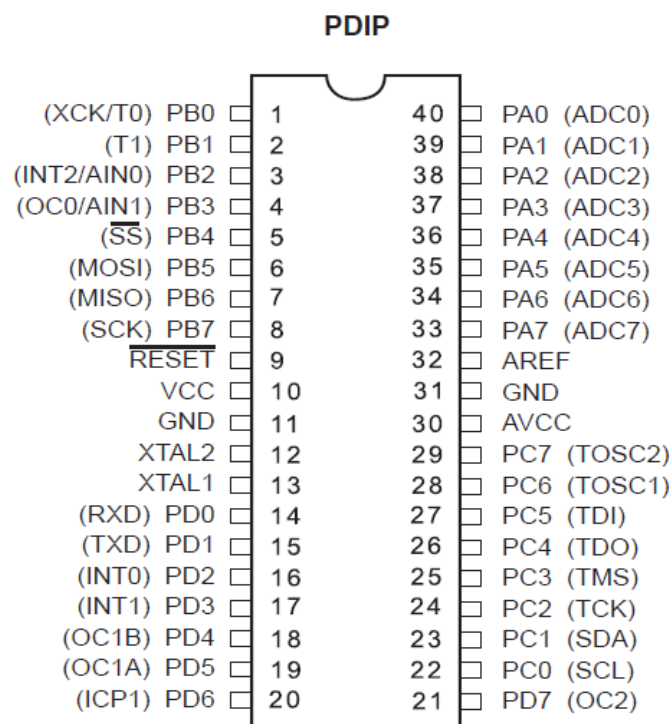 PDIP
(XCK/T0) PB0 1 40 PA0 (ADC0)
(T1) PB1 2 39 PA1 (ADC1)
(INT2/AIN0) PB2 3 38 PA2 (ADC2)
(OC0/AIN1) PB3 4 37 PA3 (ADC3)
(SS) PB4 5 36 PA4 (ADC4)
(MOSI) PB5 6 35 PA5 (ADC5)
(MISO) PB6 7 34 PA6 (ADC6)
(SCK) PB7 8 33 PA7 (ADC7)
RESET 9 32 AREF
VCC 10 31 GND
GND 11 30 AVCC
XTAL2 12 29 PC7 (TOSC2)
XTAL1 13 28 PC6 (TOSC1)
(RXD) PD0 14 27 PC5 (TDI)
(TXD) PD1 15 26 PC4 (TDO)
(INT0) PD2 16 25 PC3 (TMS)
(INT1) PD3 17 24 PC2 (TCK)
(OC1B) PD4 18 23 PC1 (SDA)
(OC1A) PD5 19 22 PC0 (SCL)
(ICP1) PD6 20 21 PD7 (OC2)